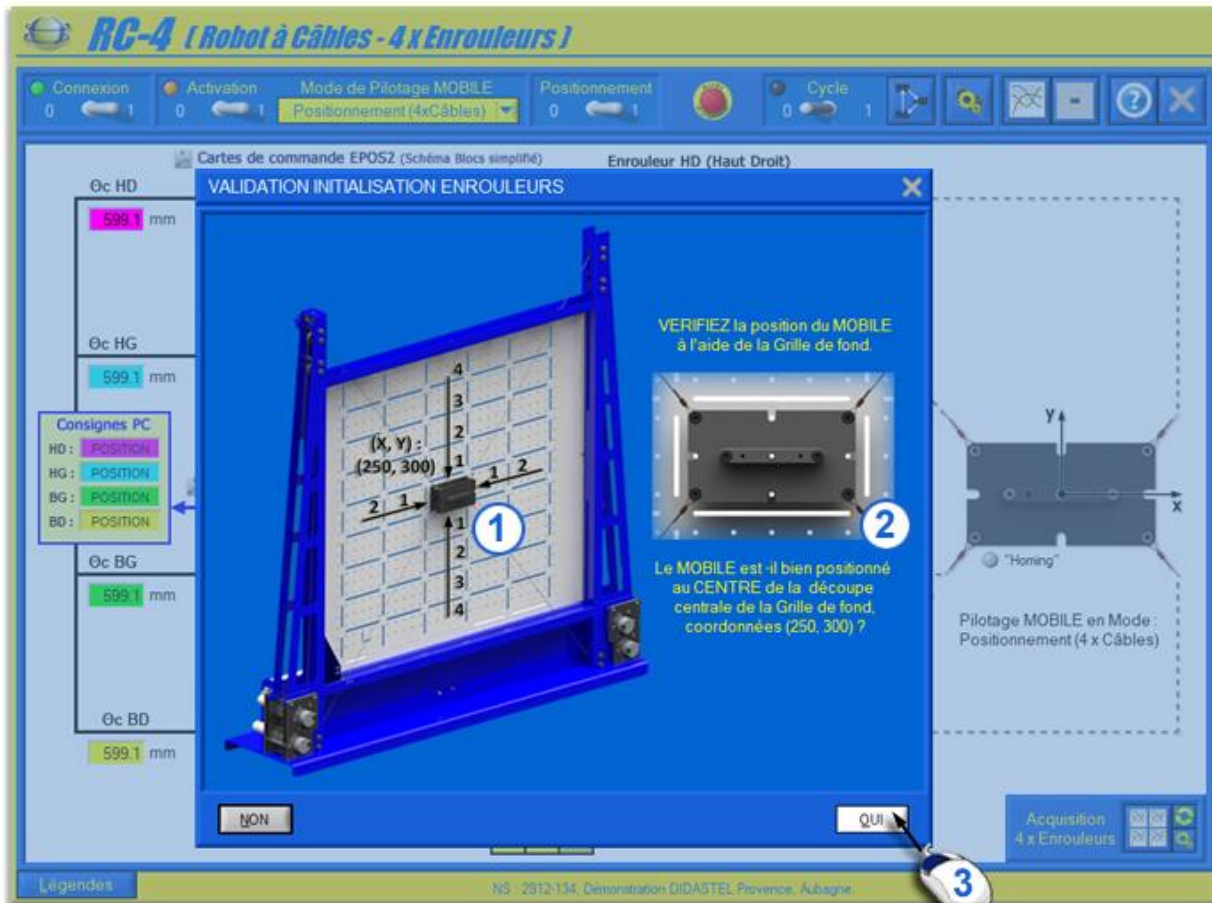 RC-4 ( Robot à Câbles - 4 x Enrouleurs )
Connexion
0 1
Activation
0 1
Mode de Pilotage MOBILE
Positionnement (4xCâbles)
Positionnement
0 1
Cycle
0 1
Cartes de commande EPOS2 (Schéma Blocs simplifié)
Enrouleur HD (Haut Droit)
VALIDATION INITIALISATION ENROULEURS
Θc HD
599.1 mm
Θc HG
599.1 mm
Consignes PC
HD : POSITION
HG : POSITION
BG : POSITION
BD : POSITION
Θc BG
599.1 mm
Θc BD
599.1 mm
4
3
2
1
(X, Y) :
(250, 300)
1 2
2 1
1
2
3
4
1
VERIFIEZ la position du MOBILE
à l'aide de la Grille de fond.
2
Le MOBILE est -il bien positionné
au CENTRE de la découpe
centrale de la Grille de fond,
coordonnées (250, 300) ?
y
x
"Homing"
Pilotage MOBILE en Mode :
Positionnement (4 x Câbles)
NON
OUI
3
Acquisition
4 x Enrouleurs
Légendes
NS : 2912-134, Démonstration DIDASTEL Provence, Aubagne.